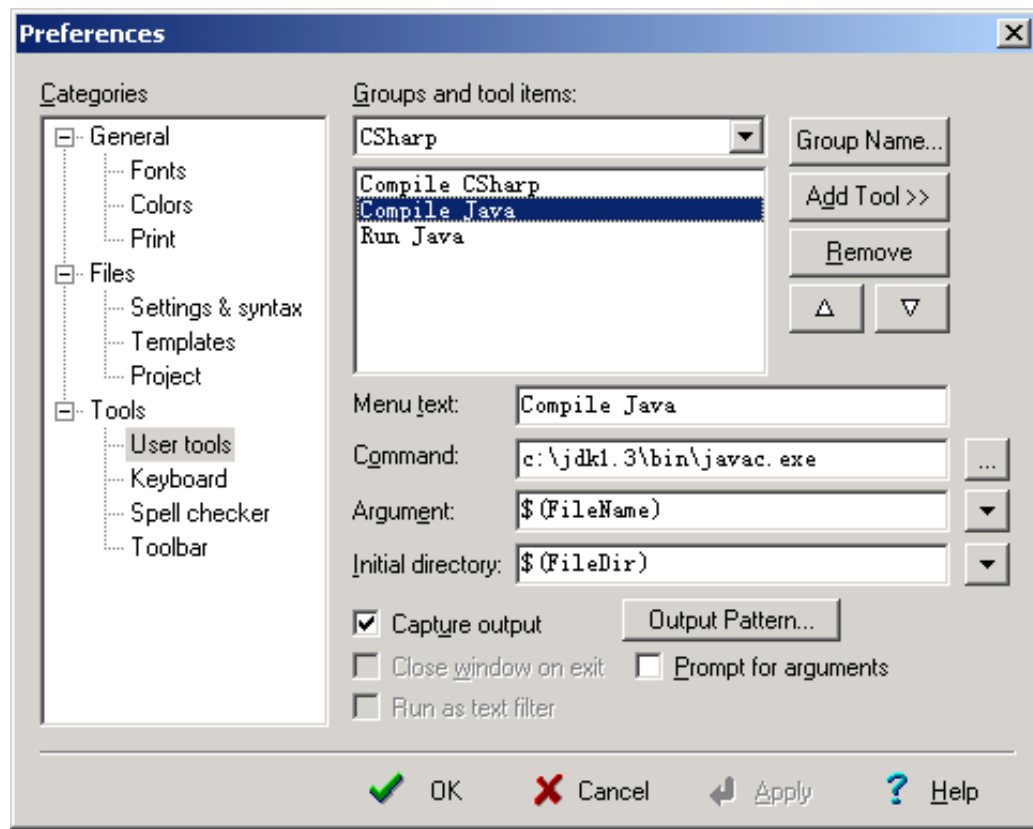 Preferences
Categories
General
Fonts
Colors
Print
Files
Settings & syntax
Templates
Project
Tools
User tools
Keyboard
Spell checker
Toolbar
Groups and tool items:
CSharp
Compile CSharp
Compile Java
Run Java
Group Name...
Add Tool >>
Remove
Menu text: Compile Java
Command: c:\jdk1.3\bin\javac.exe ...
Argument: $(FileName)
Initial directory: $(FileDir)
Capture output Output Pattern...
Close window on exit Prompt for arguments
Run as text filter
OK Cancel Apply Help